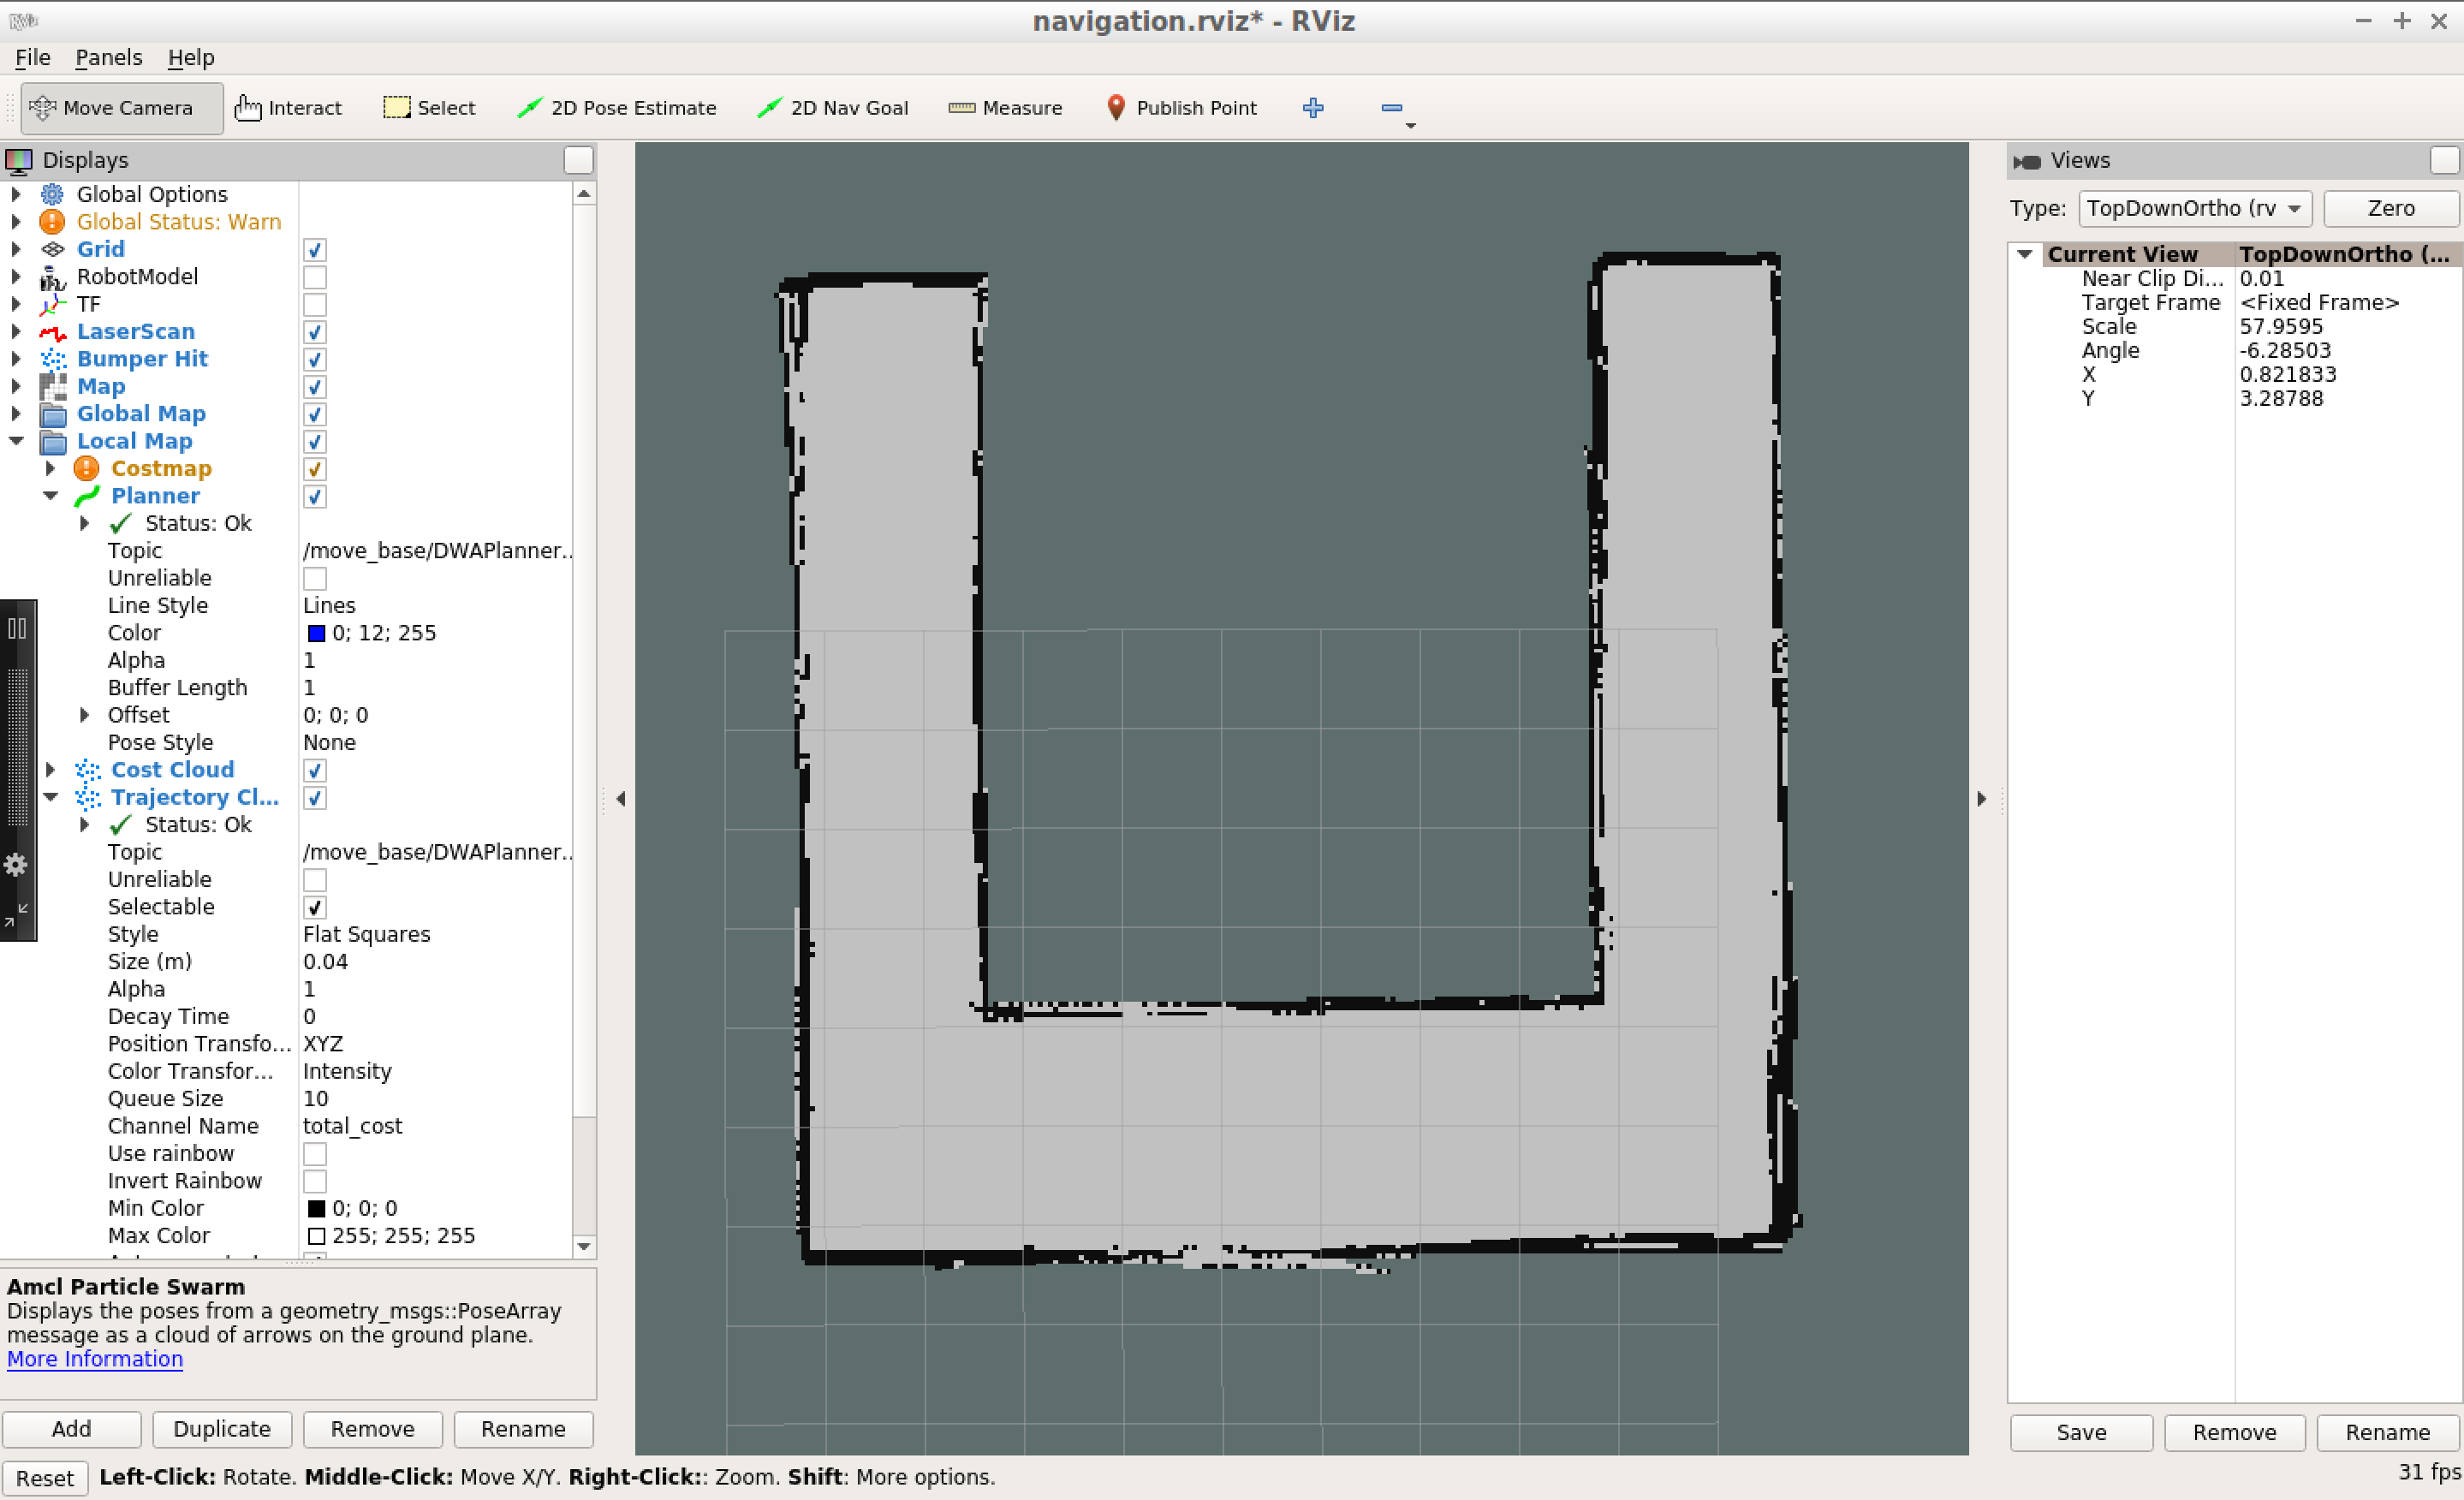 navigation.rviz* - RViz
File Panels Help
Move Camera Interact Select 2D Pose Estimate 2D Nav Goal Measure Publish Point
Displays
Global Options
Global Status: Warn
Grid
RobotModel
TF
LaserScan
Bumper Hit
Map
Global Map
Local Map
Costmap
Planner
Status: Ok
Topic /move_base/DWAPlanner..
Unreliable
Line Style Lines
Color 0; 12; 255
Alpha 1
Buffer Length 1
Offset 0; 0; 0
Pose Style None
Cost Cloud
Trajectory Cl...
Status: Ok
Topic /move_base/DWAPlanner..
Unreliable
Selectable
Style Flat Squares
Size (m) 0.04
Alpha 1
Decay Time 0
Position Transfo... XYZ
Color Transfor... Intensity
Queue Size 10
Channel Name total_cost
Use rainbow
Invert Rainbow
Min Color 0; 0; 0
Max Color 255; 255; 255
Amcl Particle Swarm
Displays the poses from a geometry_msgs::PoseArray
message as a cloud of arrows on the ground plane.
More Information
Add Duplicate Remove Rename
Views
Type: TopDownOrtho (rv Zero
Current View TopDownOrtho (...
Near Clip Di... 0.01
Target Frame <Fixed Frame>
Scale 57.9595
Angle -6.28503
X 0.821833
Y 3.28788
Save Remove Rename
Reset Left-Click: Rotate. Middle-Click: Move X/Y. Right-Click:: Zoom. Shift: More options.
31 fps